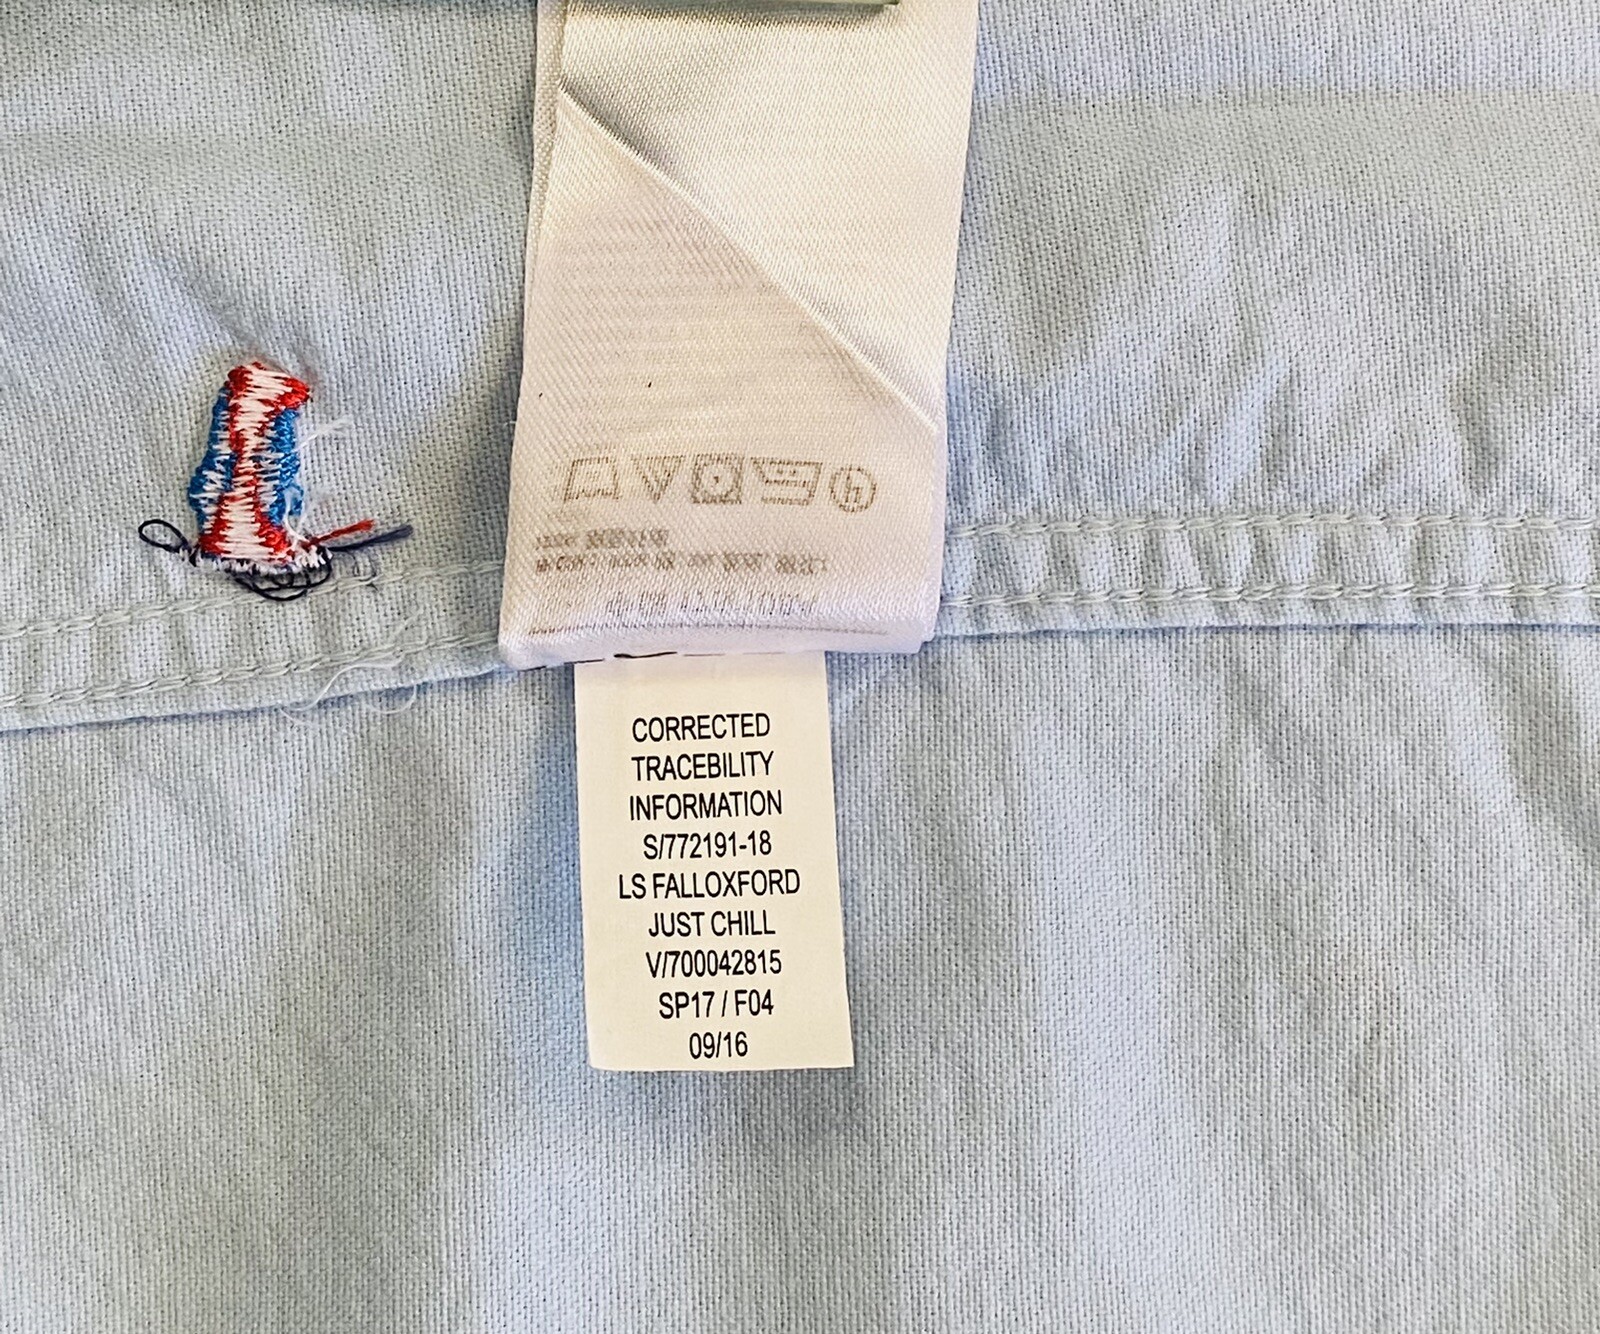 CORRECTED
TRACEBILITY
INFORMATION
S/772191-18
LS FALLOXFORD
JUST CHILL
V/700042815
SP17 / F04
09/16